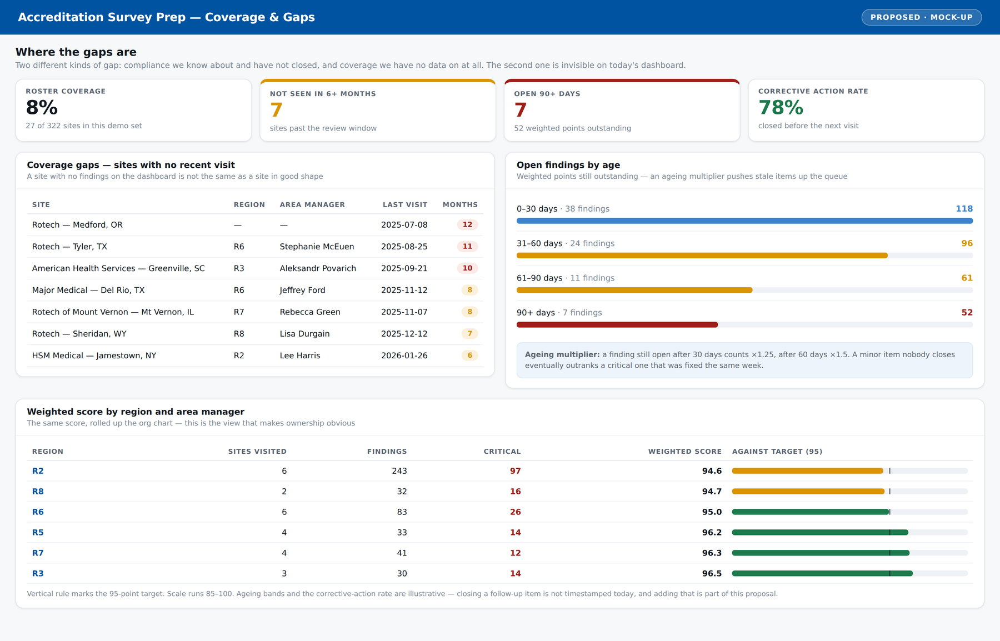 Accreditation Survey Prep — Coverage & Gaps
PROPOSED · MOCK-UP
Where the gaps are
Two different kinds of gap: compliance we know about and have not closed, and coverage we have no data on at all. The second one is invisible on today's dashboard.
ROSTER COVERAGE
8%
27 of 322 sites in this demo set
NOT SEEN IN 6+ MONTHS
7
sites past the review window
OPEN 90+ DAYS
7
52 weighted points outstanding
CORRECTIVE ACTION RATE
78%
closed before the next visit
Coverage gaps — sites with no recent visit
A site with no findings on the dashboard is not the same as a site in good shape
SITE REGION AREA MANAGER LAST VISIT MONTHS
Rotech — Medford, OR — — 2025-07-08 12
Rotech — Tyler, TX R6 Stephanie McEuen 2025-08-25 11
American Health Services — Greenville, SC R3 Aleksandr Povarich 2025-09-21 10
Major Medical — Del Rio, TX R6 Jeffrey Ford 2025-11-12 8
Rotech of Mount Vernon — Mt Vernon, IL R7 Rebecca Green 2025-11-07 8
Rotech — Sheridan, WY R8 Lisa Durgain 2025-12-12 7
HSM Medical — Jamestown, NY R2 Lee Harris 2026-01-26 6
Open findings by age
Weighted points still outstanding — an ageing multiplier pushes stale items up the queue
0–30 days · 38 findings 118
31–60 days · 24 findings 96
61–90 days · 11 findings 61
90+ days · 7 findings 52
Ageing multiplier: a finding still open after 30 days counts ×1.25, after 60 days ×1.5. A minor item nobody closes
eventually outranks a critical one that was fixed the same week.
Weighted score by region and area manager
The same score, rolled up the org chart — this is the view that makes ownership obvious
REGION SITES VISITED FINDINGS CRITICAL WEIGHTED SCORE AGAINST TARGET (95)
R2 6 243 97 94.6
R8 2 32 16 94.7
R6 6 83 26 95.0
R5 4 33 14 96.2
R7 4 41 12 96.3
R3 3 30 14 96.5
Vertical rule marks the 95-point target. Scale runs 85–100. Ageing bands and the corrective-action rate are illustrative — closing a follow-up item is not timestamped today, and adding that is part of this proposal.